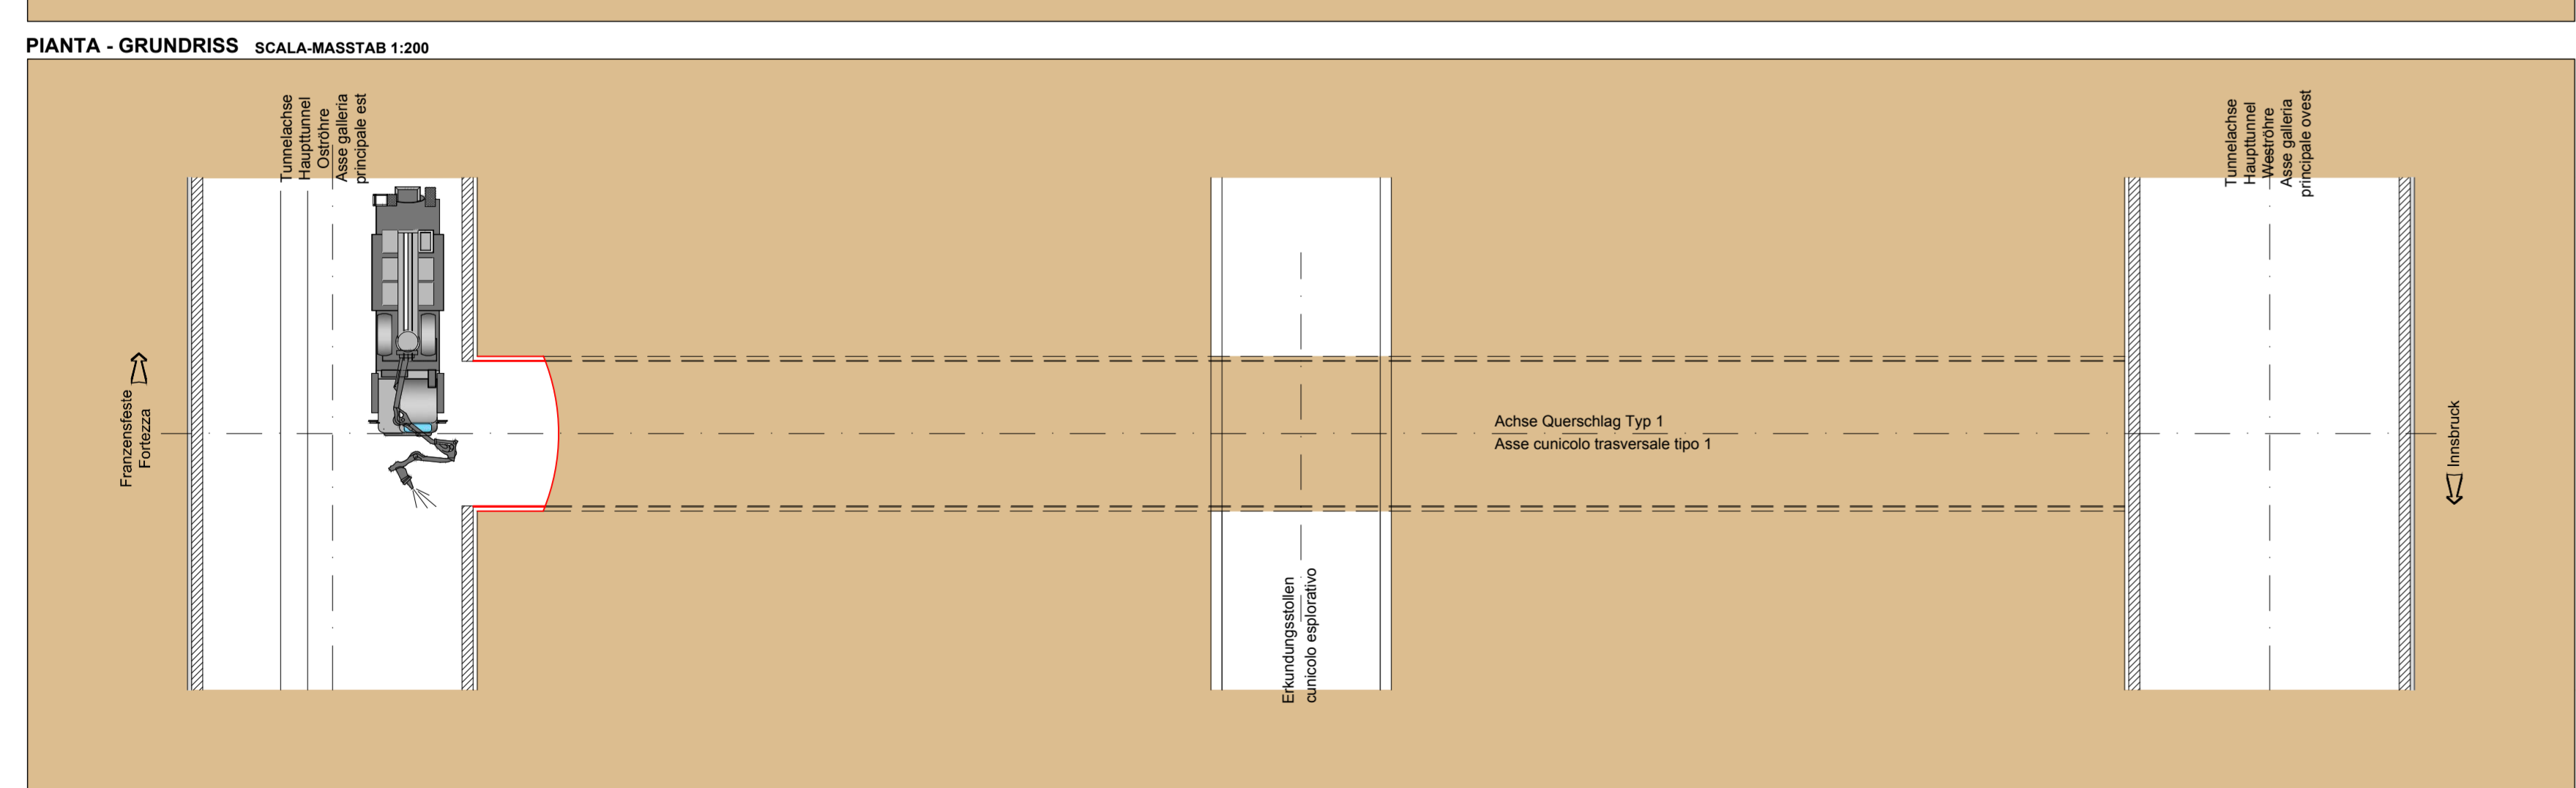 PIANTA - GRUNDRISS SCALA-MASSTAB 1:200
Tunnelachse
Haupttunnel
Oströhre
Asse galleria
principale est
Tunnelachse
Haupttunnel
Weströhre
Asse galleria
principale ovest
Franzensfeste
Fortezza
Achse Querschlag Typ 1
Asse cunicolo trasversale tipo 1
Innsbruck
Erkundungsstollen
cunicolo esplorativo